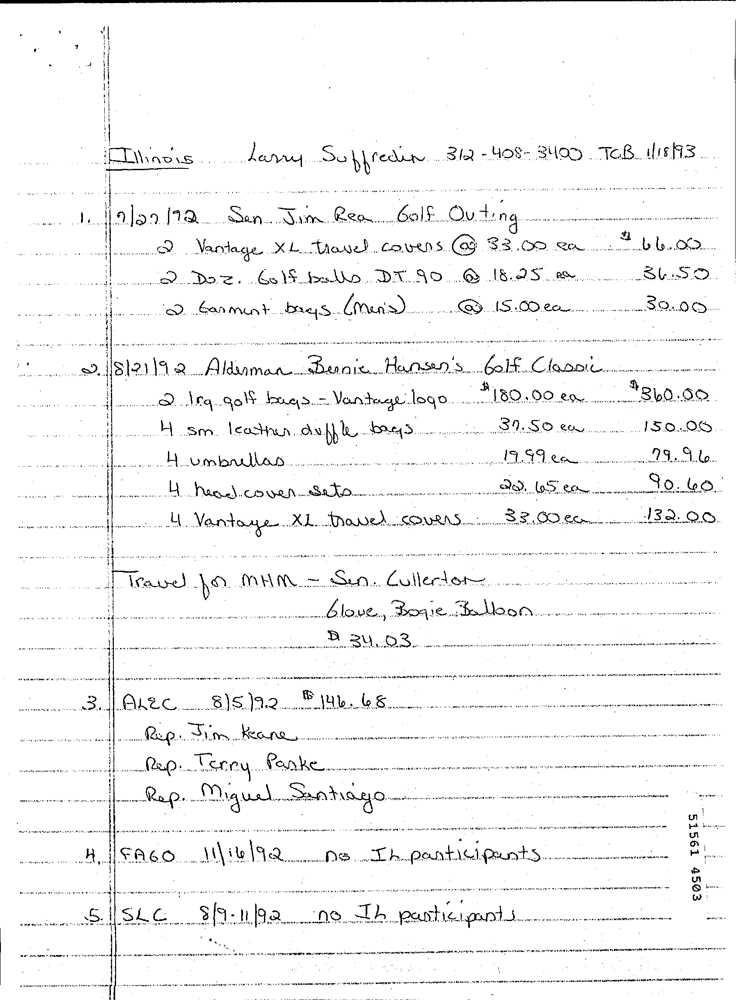 Illinois Larry Suffredin 312-408-3400 TCB 1/18/93
1. 7/27/92 Sen Jim Rea Golf Outing
2 Vantage XL travel covers @ 33.00 ea $ 66.00
2 Doz. Golf balls DT 90 @ 18.25 ea 36.50
2 Garment bags (men's) @ 15.00 ea 30.00
2. 8/21/92 Alderman Bernie Hansen's Golf Classic
2 lrg golf bags - Vantage logo $180.00 ea $360.00
4 sm leather duffle bags 37.50 ea 150.00
4 umbrellas 19.99 ea 79.96
4 head cover sets 22.65 ea 90.60
4 Vantage XL travel covers 33.00 ea 132.00
Travel for MHM - Sen. Cullerton
Glove, Bogie Balloon
$ 34.03
3. ALEC 8/5/92 $146.68
Rep. Jim Keane
Rep. Terry Parke
Rep. Miguel Santiago
4. FAGO 11/16/92 no IL participants
5. SLC 8/9-11/92 no IL participants
51561 4503